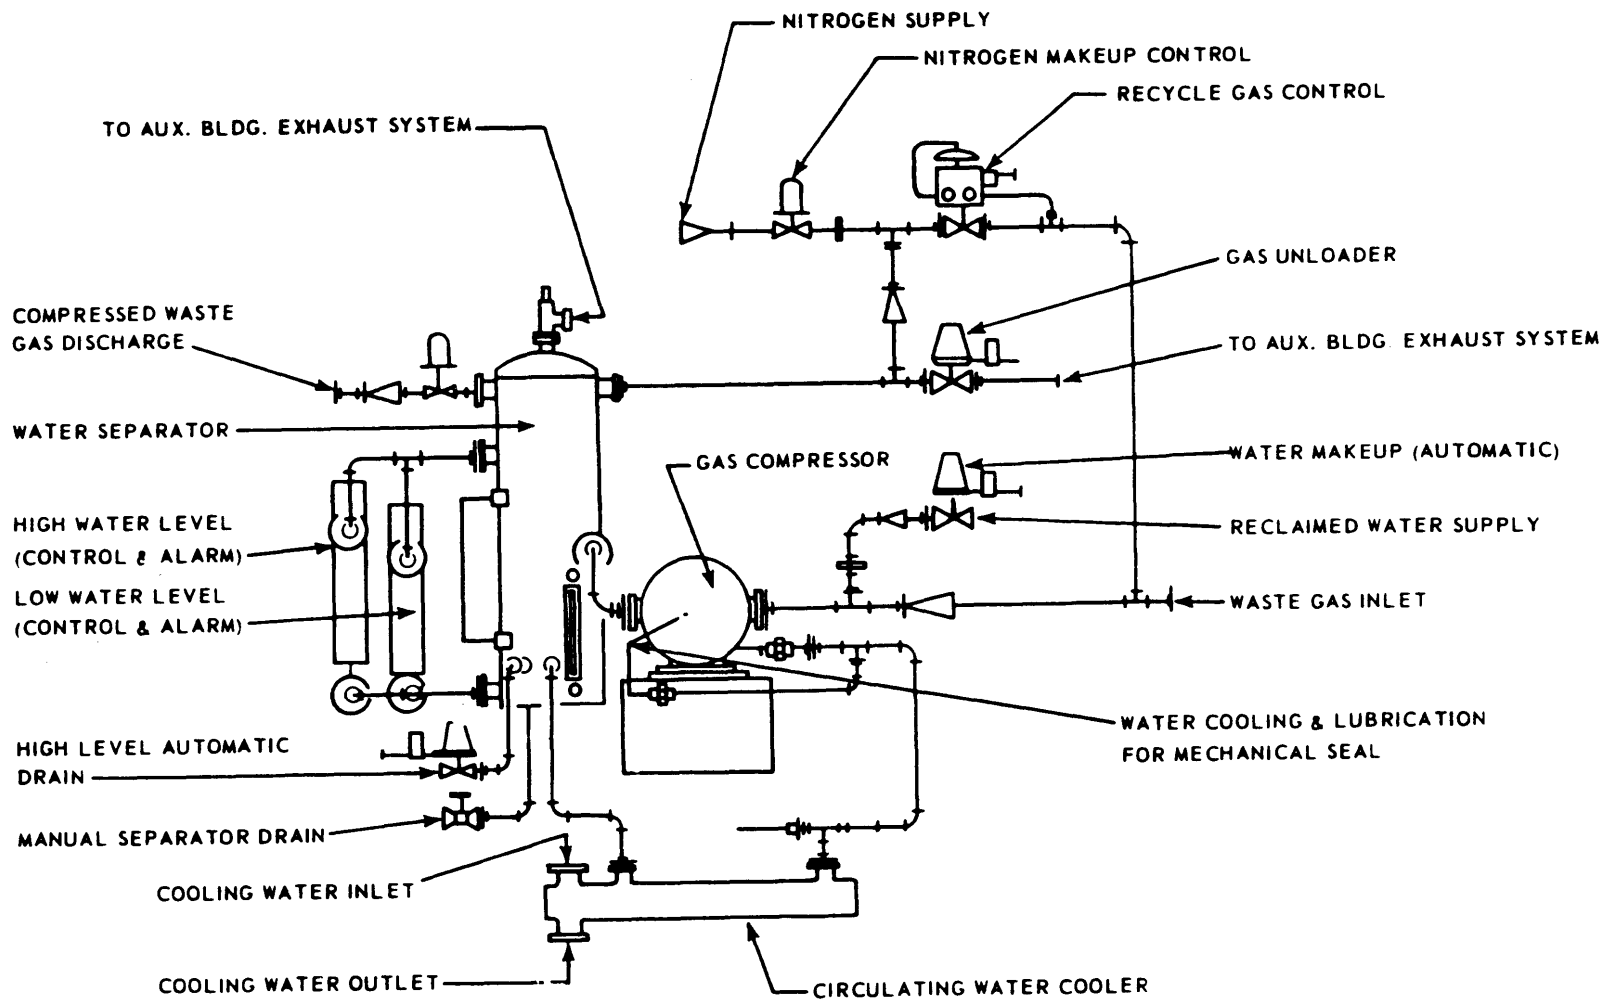 NITROGEN SUPPLY
NITROGEN MAKEUP CONTROL
RECYCLE GAS CONTROL
TO AUX. BLDG. EXHAUST SYSTEM
GAS UNLOADER
COMPRESSED WASTE
GAS DISCHARGE
TO AUX. BLDG. EXHAUST SYSTEM
WATER SEPARATOR
GAS COMPRESSOR
WATER MAKEUP (AUTOMATIC)
HIGH WATER LEVEL
(CONTROL & ALARM)
RECLAIMED WATER SUPPLY
LOW WATER LEVEL
(CONTROL & ALARM)
WASTE GAS INLET
WATER COOLING & LUBRICATION
FOR MECHANICAL SEAL
HIGH LEVEL AUTOMATIC
DRAIN
MANUAL SEPARATOR DRAIN
COOLING WATER INLET
COOLING WATER OUTLET
CIRCULATING WATER COOLER